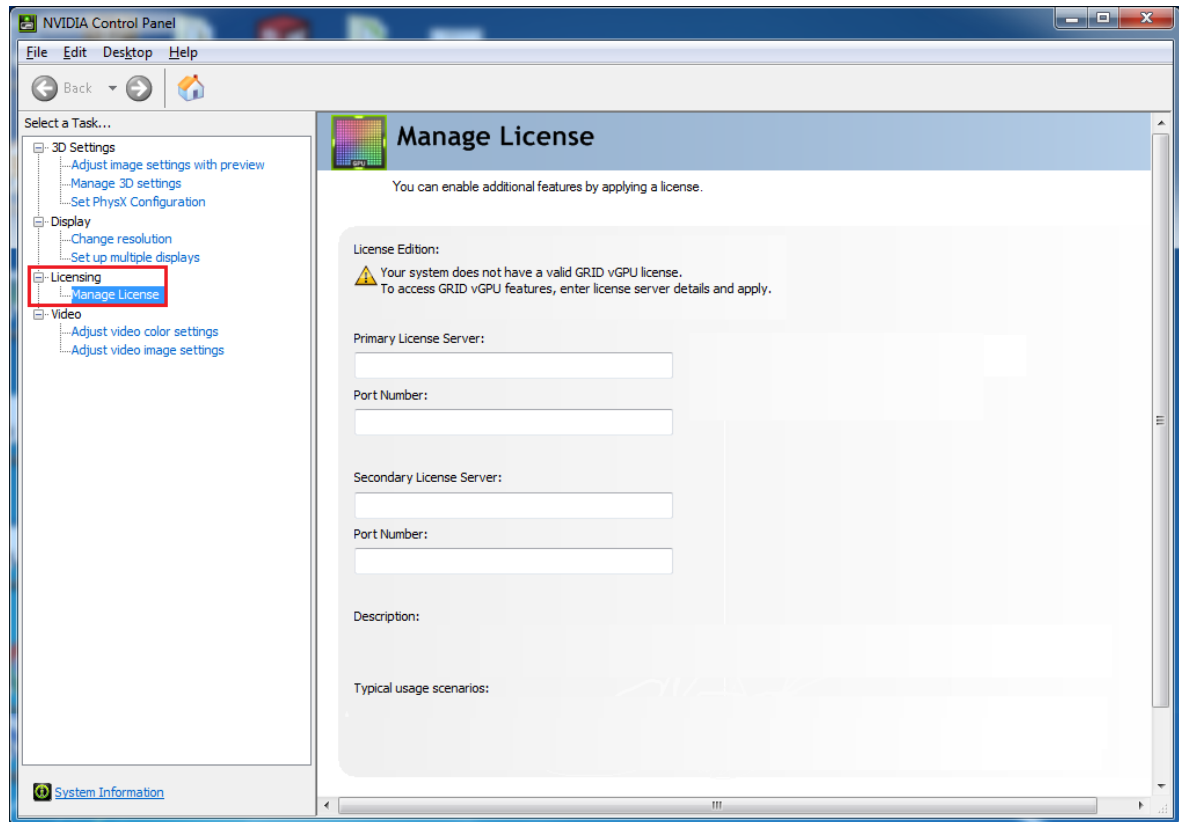 NVIDIA Control Panel
File Edit Desktop Help
Back
Select a Task...
3D Settings
Adjust image settings with preview
Manage 3D settings
Set PhysX Configuration
Display
Change resolution
Set up multiple displays
Licensing
Manage License
Video
Adjust video color settings
Adjust video image settings
System Information
GPU
Manage License
You can enable additional features by applying a license.
License Edition:
Your system does not have a valid GRID vGPU license.
To access GRID vGPU features, enter license server details and apply.
Primary License Server:
Port Number:
Secondary License Server:
Port Number:
Description:
Typical usage scenarios: